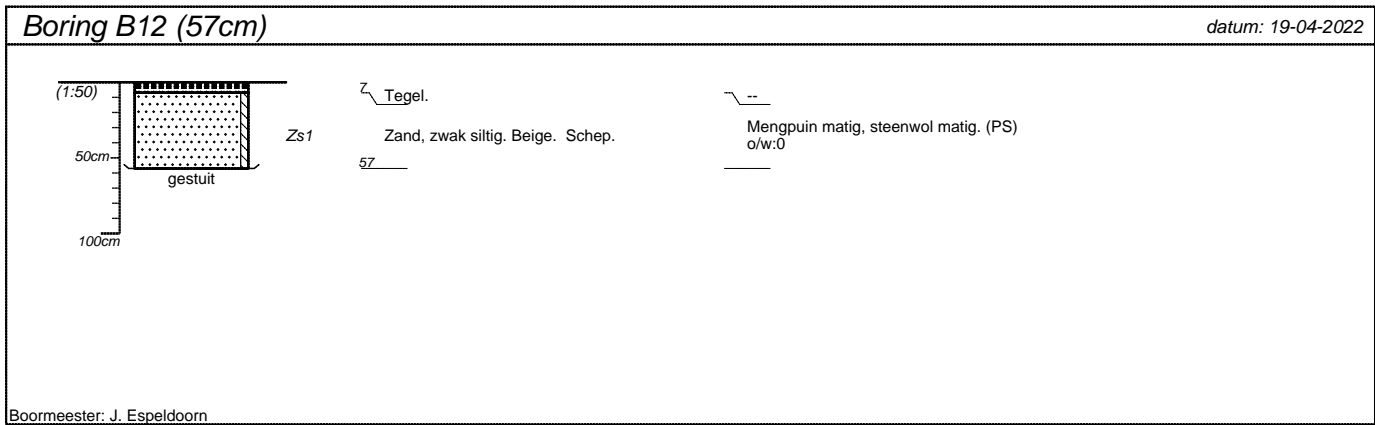 Boring B12 (57cm)
datum: 19-04-2022
(1:50)
7
Tegel.
--
Zs1
Zand, zwak siltig. Beige.  Schep.
Mengpuin matig, steenwol matig. (PS)
o/w:0
50cm
57
gestuit
100cm
Boormeester: J. Espeldoorn